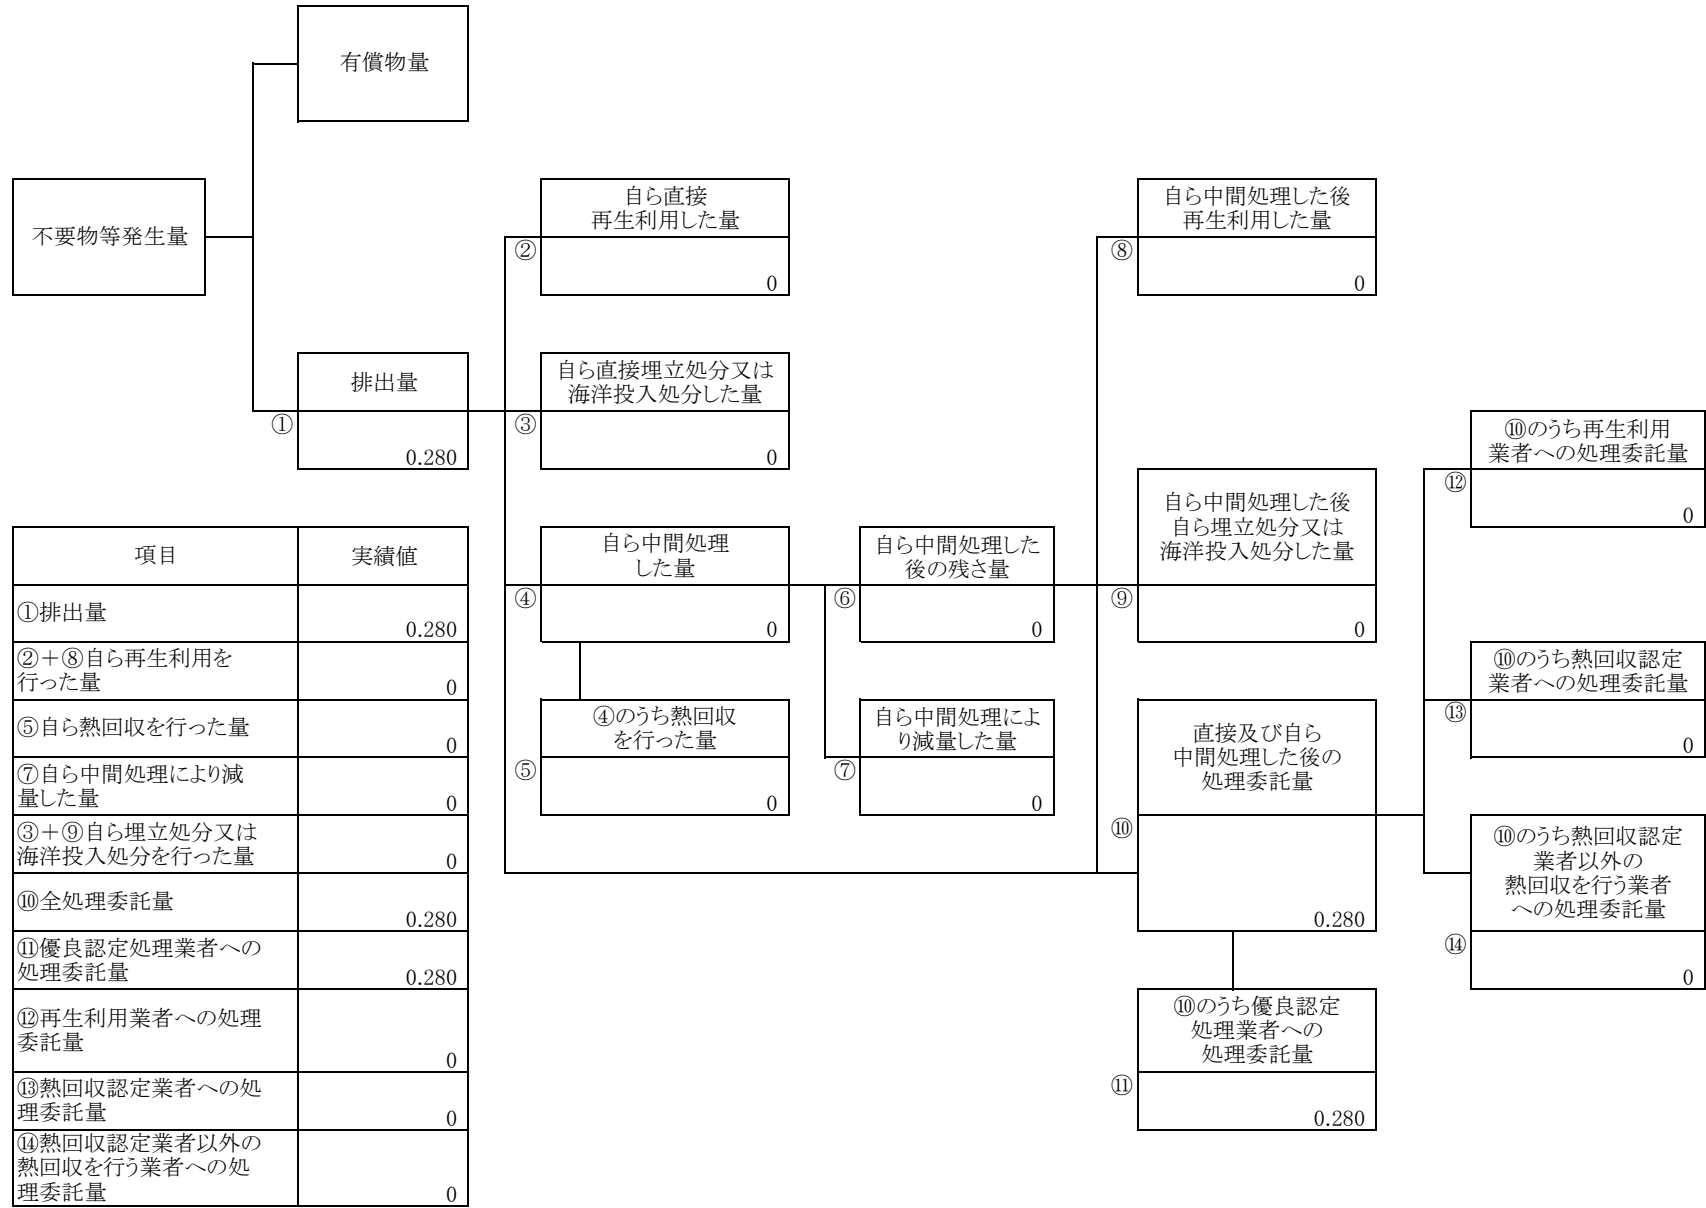 有償物量
不要物等発生量
自ら直接
再生利用した量
②
0
自ら中間処理した後
再生利用した量
⑧
0
排出量
①
0.280
自ら直接埋立処分又は
海洋投入処分した量
③
0
⑩のうち再生利用
業者への処理委託量
⑫
0
自ら中間処理した後
自ら埋立処分又は
海洋投入処分した量
⑨
0
自ら中間処理
した量
④
0
自ら中間処理した
後の残さ量
⑥
0
⑩のうち熱回収認定
業者への処理委託量
⑬
0
④のうち熱回収
を行った量
⑤
0
自ら中間処理によ
り減量した量
⑦
0
直接及び自ら
中間処理した後の
処理委託量
⑩
0.280
⑩のうち熱回収認定
業者以外の
熱回収を行う業者
への処理委託量
⑭
0
⑩のうち優良認定
処理業者への
処理委託量
⑪
0.280
項目 実績値
①排出量
0.280
②＋⑧自ら再生利用を
行った量
0
⑤自ら熱回収を行った量
0
⑦自ら中間処理により減
量した量
0
③＋⑨自ら埋立処分又は
海洋投入処分を行った量
0
⑩全処理委託量
0.280
⑪優良認定処理業者への
処理委託量
0.280
⑫再生利用業者への処理
委託量
0
⑬熱回収認定業者への処
理委託量
0
⑭熱回収認定業者以外の
熱回収を行う業者への処
理委託量
0